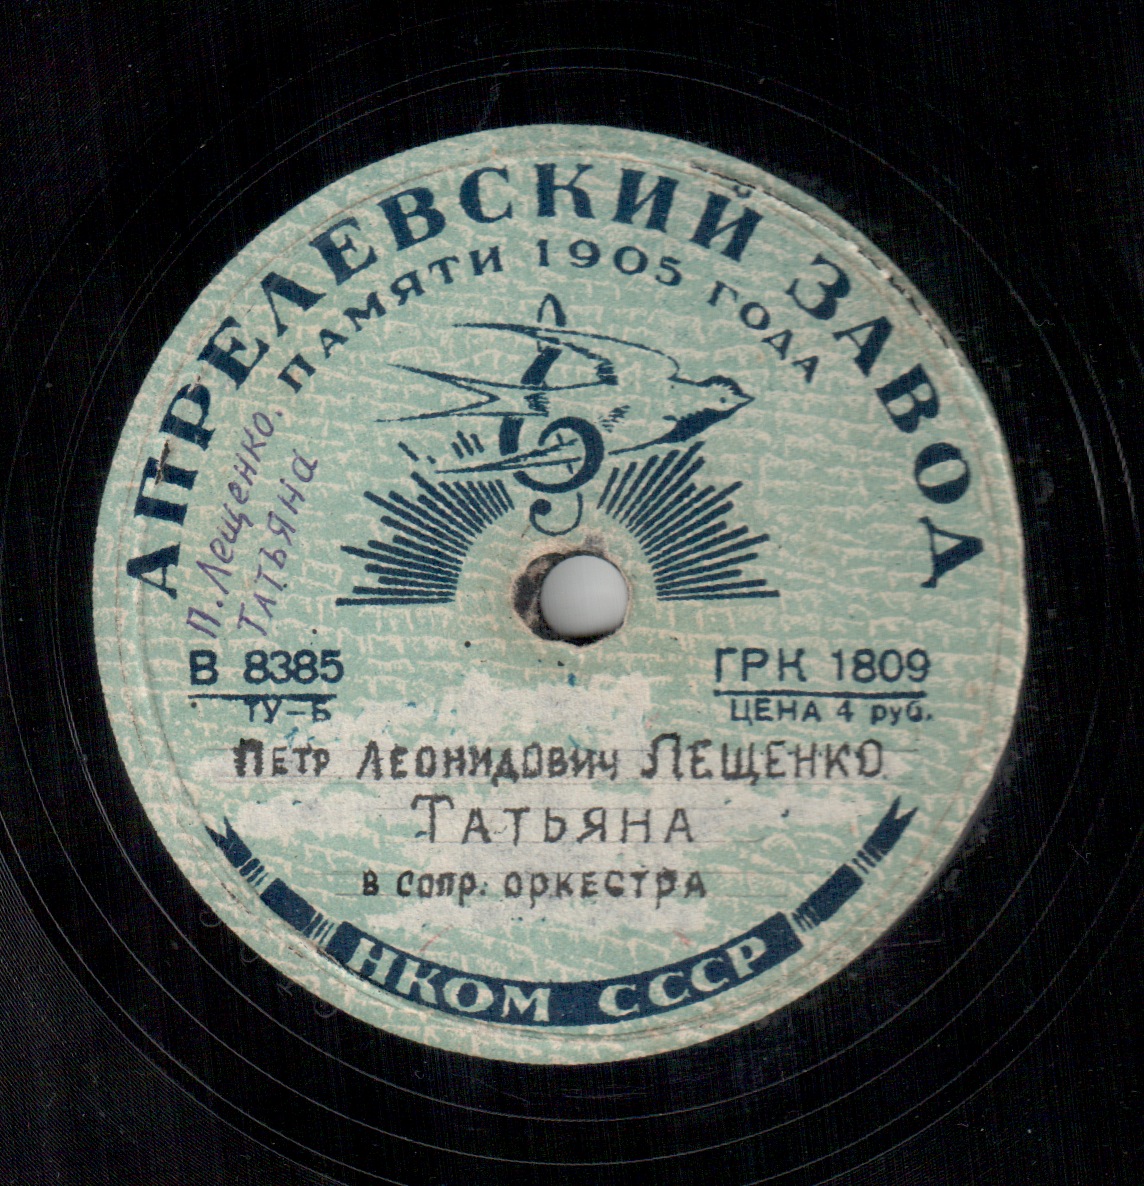 АПРЕЛЕВСКИЙ ЗАВОД
ПАМЯТИ 1905 ГОДА
П. Лещенко.
Татьяна
В 8385
ТУ-Б
ГРК 1809
ЦЕНА 4 руб.
ПЕТР ЛЕОНИДОВИЧ ЛЕЩЕНКО
ТАТЬЯНА
В СОПР. ОРКЕСТРА
НКОМ СССР